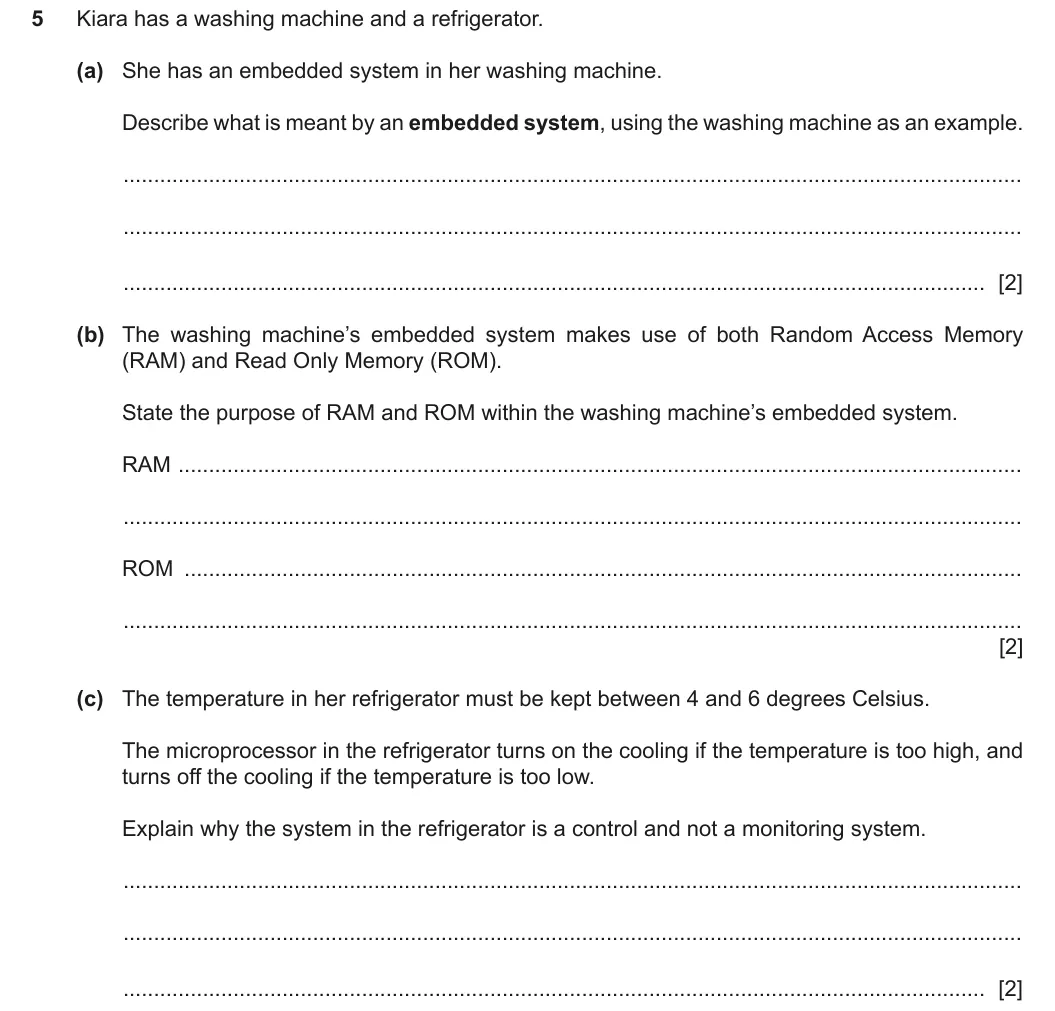 5 Kiara has a washing machine and a refrigerator.
(a) She has an embedded system in her washing machine.
Describe what is meant by an embedded system, using the washing machine as an example.
..........................................................................................................................................
..........................................................................................................................................
.................................................................................................................................... [2]
(b) The washing machine’s embedded system makes use of both Random Access Memory
(RAM) and Read Only Memory (ROM).
State the purpose of RAM and ROM within the washing machine’s embedded system.
RAM ..................................................................................................................................
..........................................................................................................................................
ROM ..................................................................................................................................
..........................................................................................................................................
[2]
(c) The temperature in her refrigerator must be kept between 4 and 6 degrees Celsius.
The microprocessor in the refrigerator turns on the cooling if the temperature is too high, and
turns off the cooling if the temperature is too low.
Explain why the system in the refrigerator is a control and not a monitoring system.
..........................................................................................................................................
..........................................................................................................................................
.................................................................................................................................... [2]